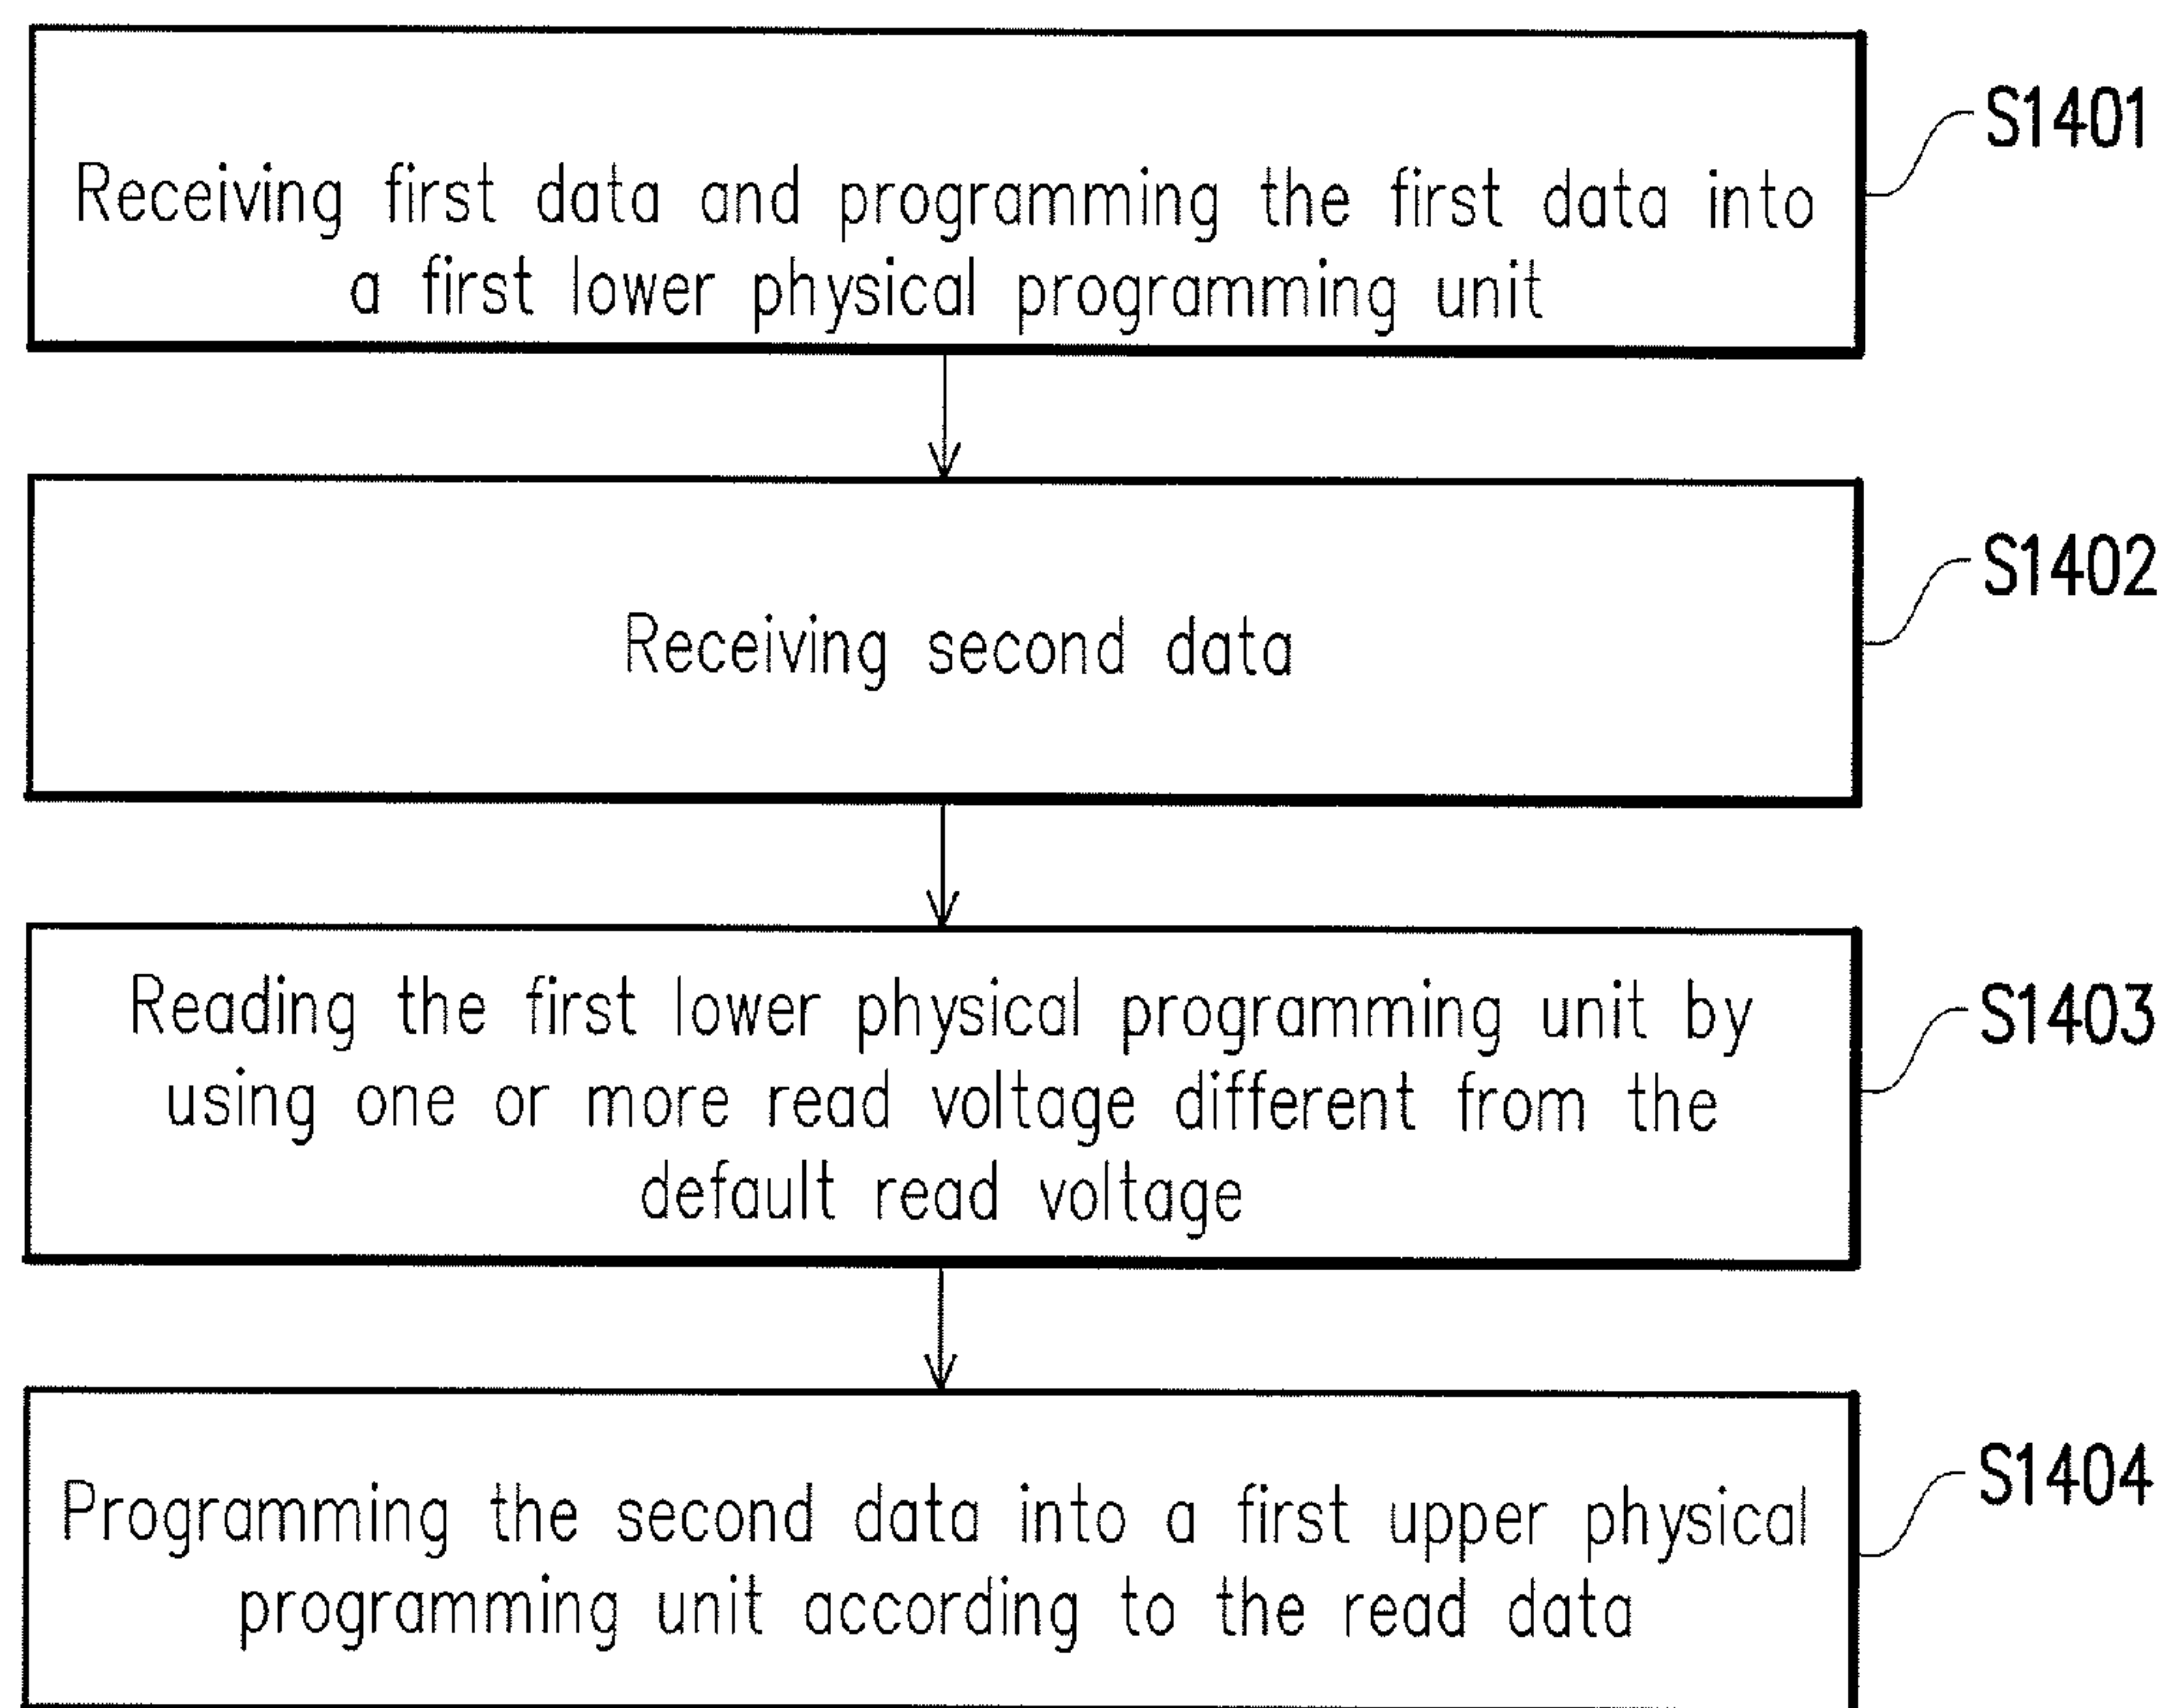 S1401
Receiving first data and programming the first data into
a first lower physical programming unit
S1402
Receiving second data
S1403
Reading the first lower physical programming unit by
using one or more read voltage different from the
default read voltage
S1404
Programming the second data into a first upper physical
programming unit according to the read data